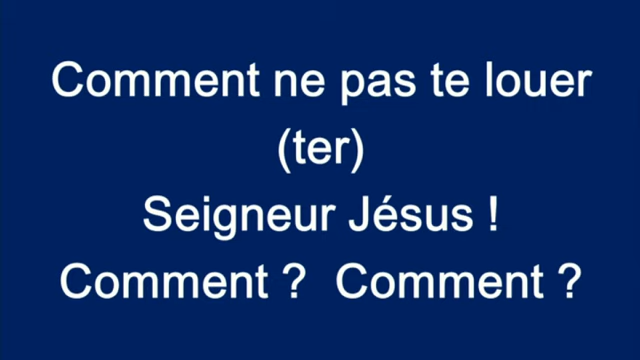 Comment ne pas te louer
(ter)
Seigneur Jésus !
Comment ?  Comment ?